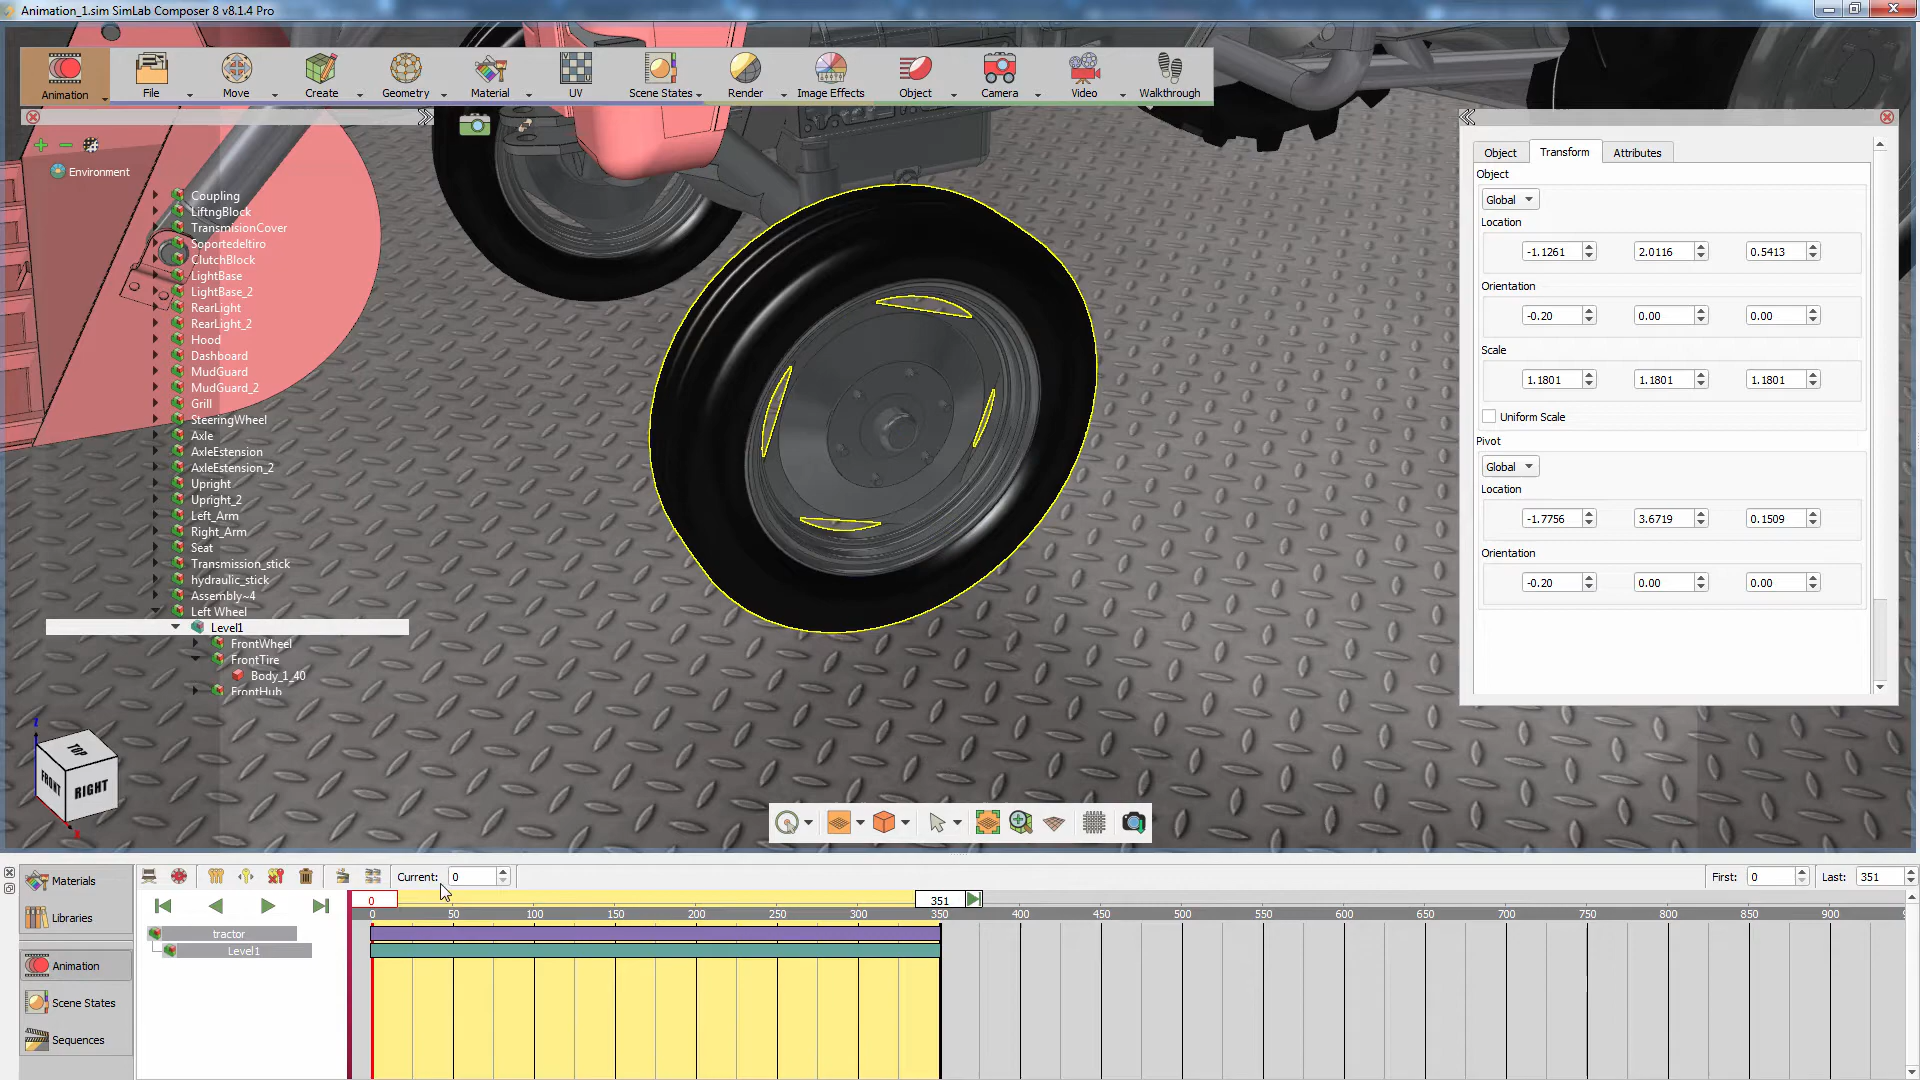 Animation_1.sim SimLab Composer 8 v8.1.4 Pro
Animation
File
Move
Create
Geometry
Material
UV
Scene States
Render
Image Effects
Object
Camera
Video
Walkthrough
Environment
Coupling
LiftngBlock
TransmisionCover
Soportedeltiro
ClutchBlock
LightBase
LightBase_2
RearLight
RearLight_2
Hood
Dashboard
MudGuard
MudGuard_2
Grill
SteeringWheel
Axle
AxleExtension
AxleExtension_2
Upright
Upright_2
Left_Arm
Right_Arm
Seat
Transmission_stick
hydraulic_stick
Assembly~4
Left Wheel
Level1
FrontWheel
FrontTire
Body_1_40
FrontHub
Object Transform Attributes
Object
Global
Location
-1.1261 2.0116 0.5413
Orientation
-0.20 0.00 0.00
Scale
1.1801 1.1801 1.1801
Uniform Scale
Pivot
Global
Location
-1.7756 3.6719 0.1509
Orientation
-0.20 0.00 0.00
TOP
FRONT
RIGHT
Materials
Libraries
Animation
Scene States
Sequences
Current: 0
First: 0 Last: 351
0 351
0 50 100 150 200 250 300 350 400 450 500 550 600 650 700 750 800 850 900
tractor
Level1